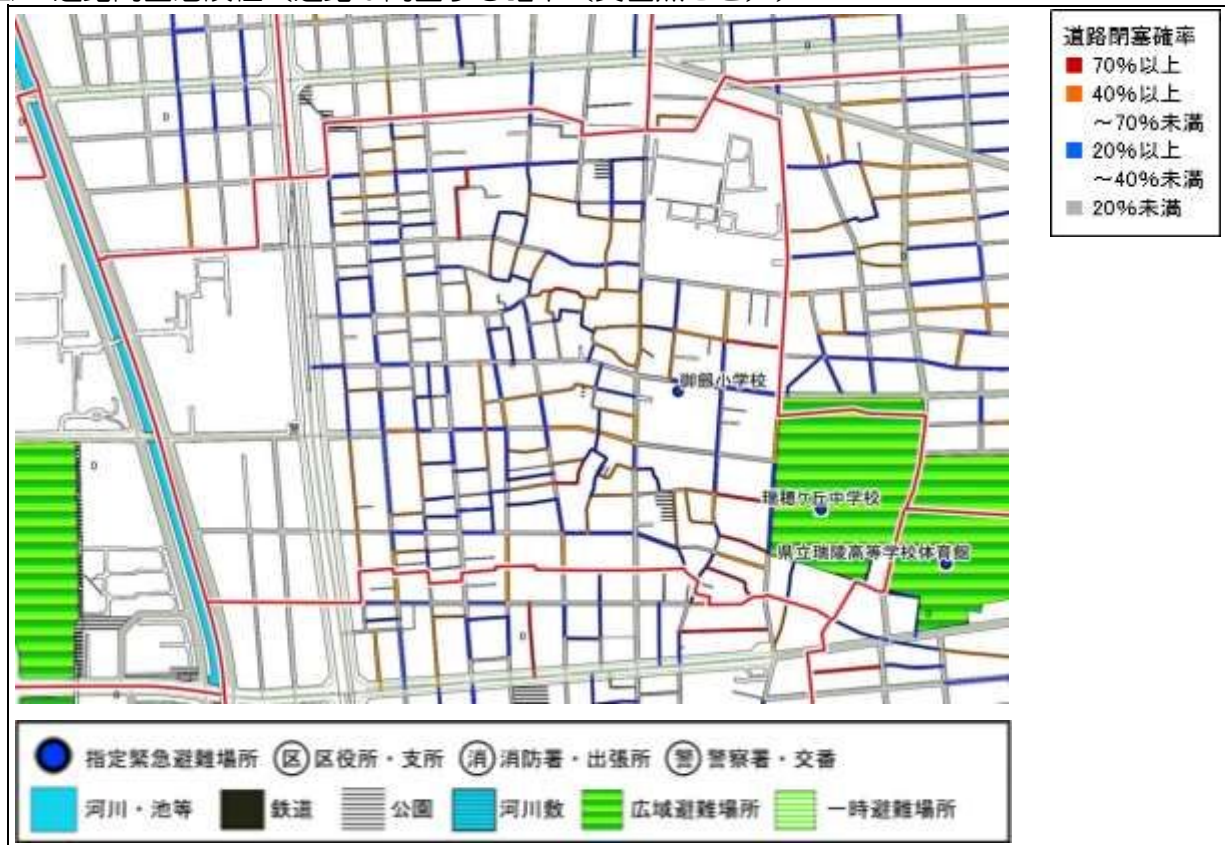 道路閉塞確率
70%以上
40%以上
～70%未満
20%以上
～40%未満
20%未満
御劔小学校
瑞穂ケ丘中学校
県立瑞陵高等学校体育館
指定緊急避難場所 区 区役所・支所 消 消防署・出張所 警 警察署・交番
河川・池等 鉄道 公園 河川敷 広域避難場所 一時避難場所